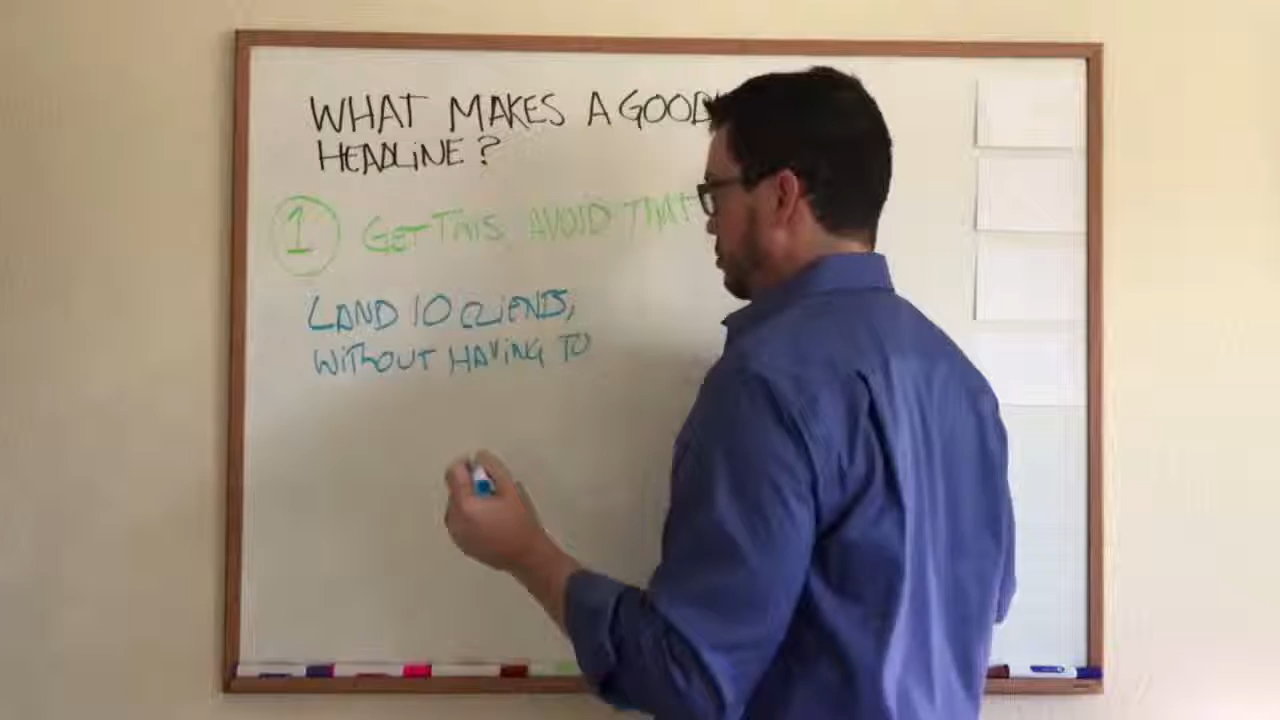 WHAT MAKES A GOOD
HEADLINE?
1 GET THIS, AVOID THAT
LAND 10 CLIENTS,
WITHOUT HAVING TO